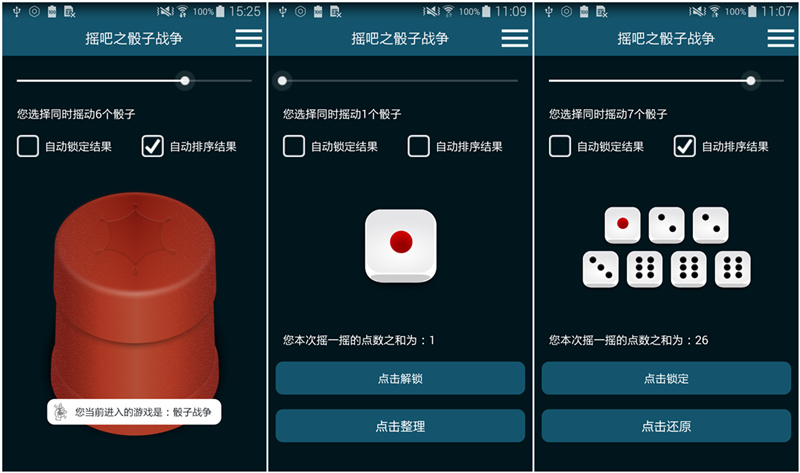 100% 15:25
摇吧之骰子战争
您选择同时摇动6个骰子
自动锁定结果 自动排序结果
您当前进入的游戏是：骰子战争
100% 11:09
摇吧之骰子战争
您选择同时摇动1个骰子
自动锁定结果 自动排序结果
您本次摇一摇的点数之和为：1
点击解锁
点击整理
100% 11:07
摇吧之骰子战争
您选择同时摇动7个骰子
自动锁定结果 自动排序结果
您本次摇一摇的点数之和为：26
点击锁定
点击还原